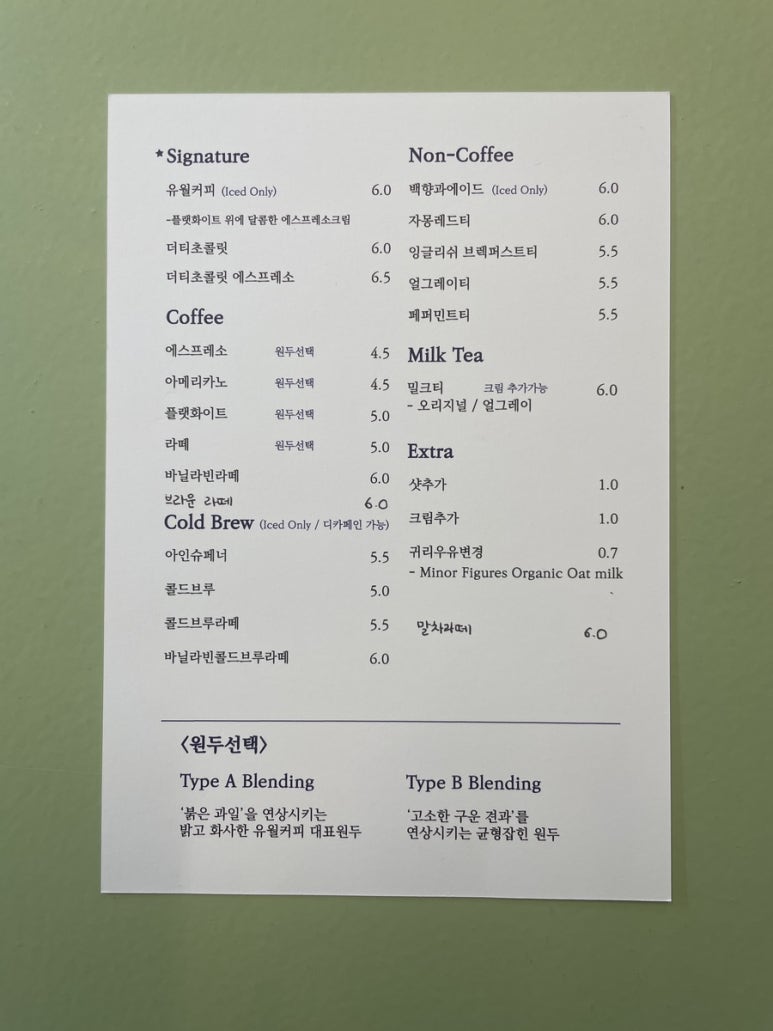 ★Signature
유월커피 (Iced Only) 6.0
-플랫화이트 위에 달콤한 에스프레소크림
더티초콜릿 6.0
더티초콜릿 에스프레소 6.5
Coffee
에스프레소 원두선택 4.5
아메리카노 원두선택 4.5
플랫화이트 원두선택 5.0
라떼 원두선택 5.0
바닐라빈라떼 6.0
브라운 라떼 6.0
Cold Brew (Iced Only / 디카페인 가능)
아인슈페너 5.5
콜드브루 5.0
콜드브루라떼 5.5
바닐라빈콜드브루라떼 6.0
Non-Coffee
백향과에이드 (Iced Only) 6.0
자몽레드티 6.0
잉글리쉬 브렉퍼스트티 5.5
얼그레이티 5.5
페퍼민트티 5.5
Milk Tea
밀크티 크림 추가가능 6.0
- 오리지널 / 얼그레이
Extra
샷추가 1.0
크림추가 1.0
귀리우유변경 0.7
- Minor Figures Organic Oat milk
말차라떼 6.0
〈원두선택〉
Type A Blending
'붉은 과일'을 연상시키는
밝고 화사한 유월커피 대표원두
Type B Blending
'고소한 구운 견과'를
연상시키는 균형잡힌 원두